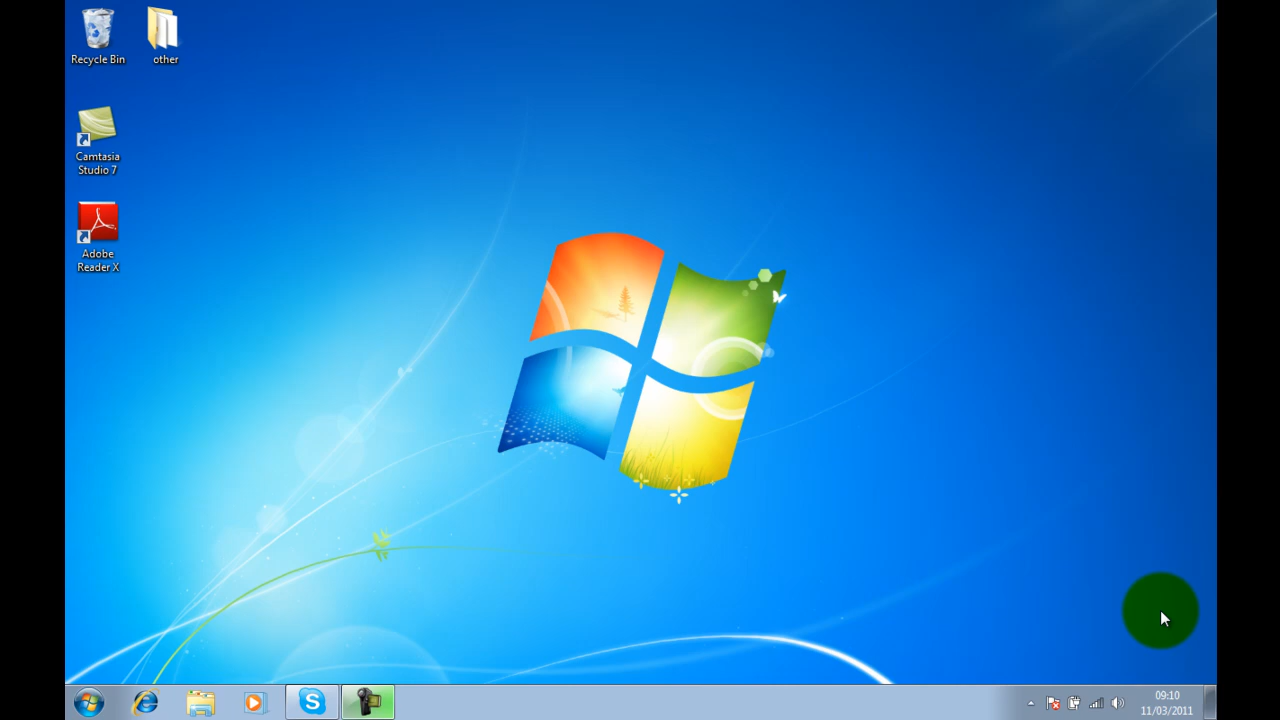 Recycle Bin
other
Camtasia
Studio 7
Adobe
Reader X
09:10
11/03/2011